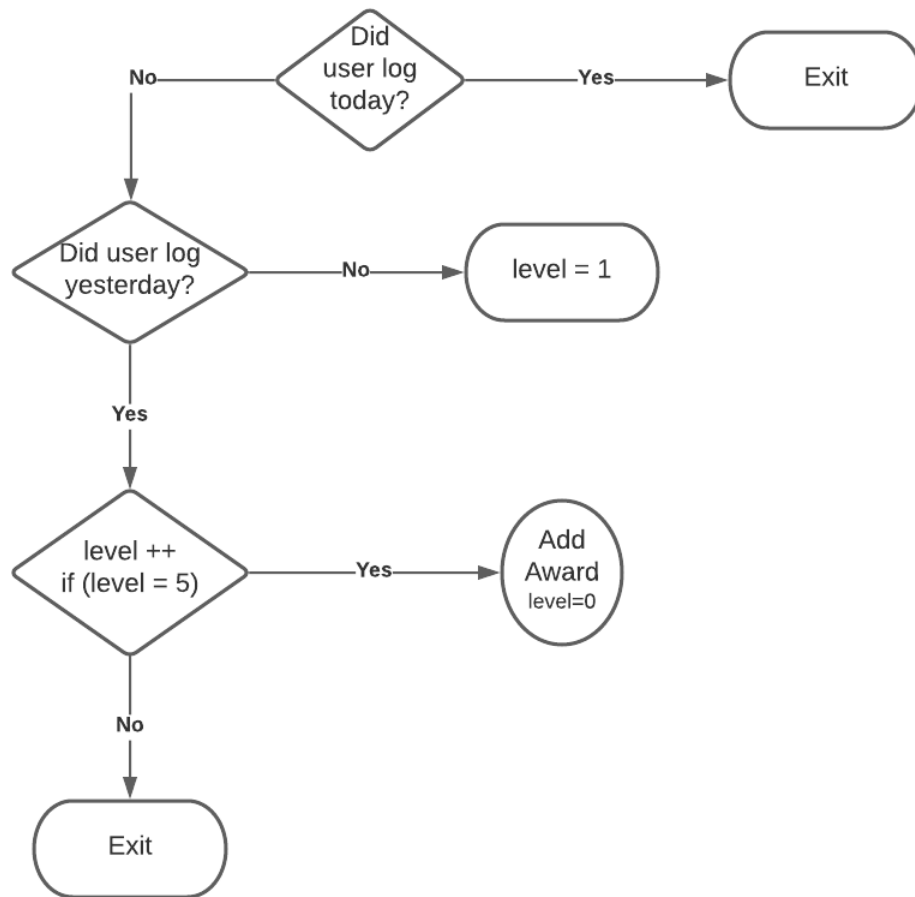 Did
user log
today?
No
Yes
Exit
Did user log
yesterday?
No
level = 1
Yes
level ++
if (level = 5)
Yes
Add
Award
level=0
No
Exit